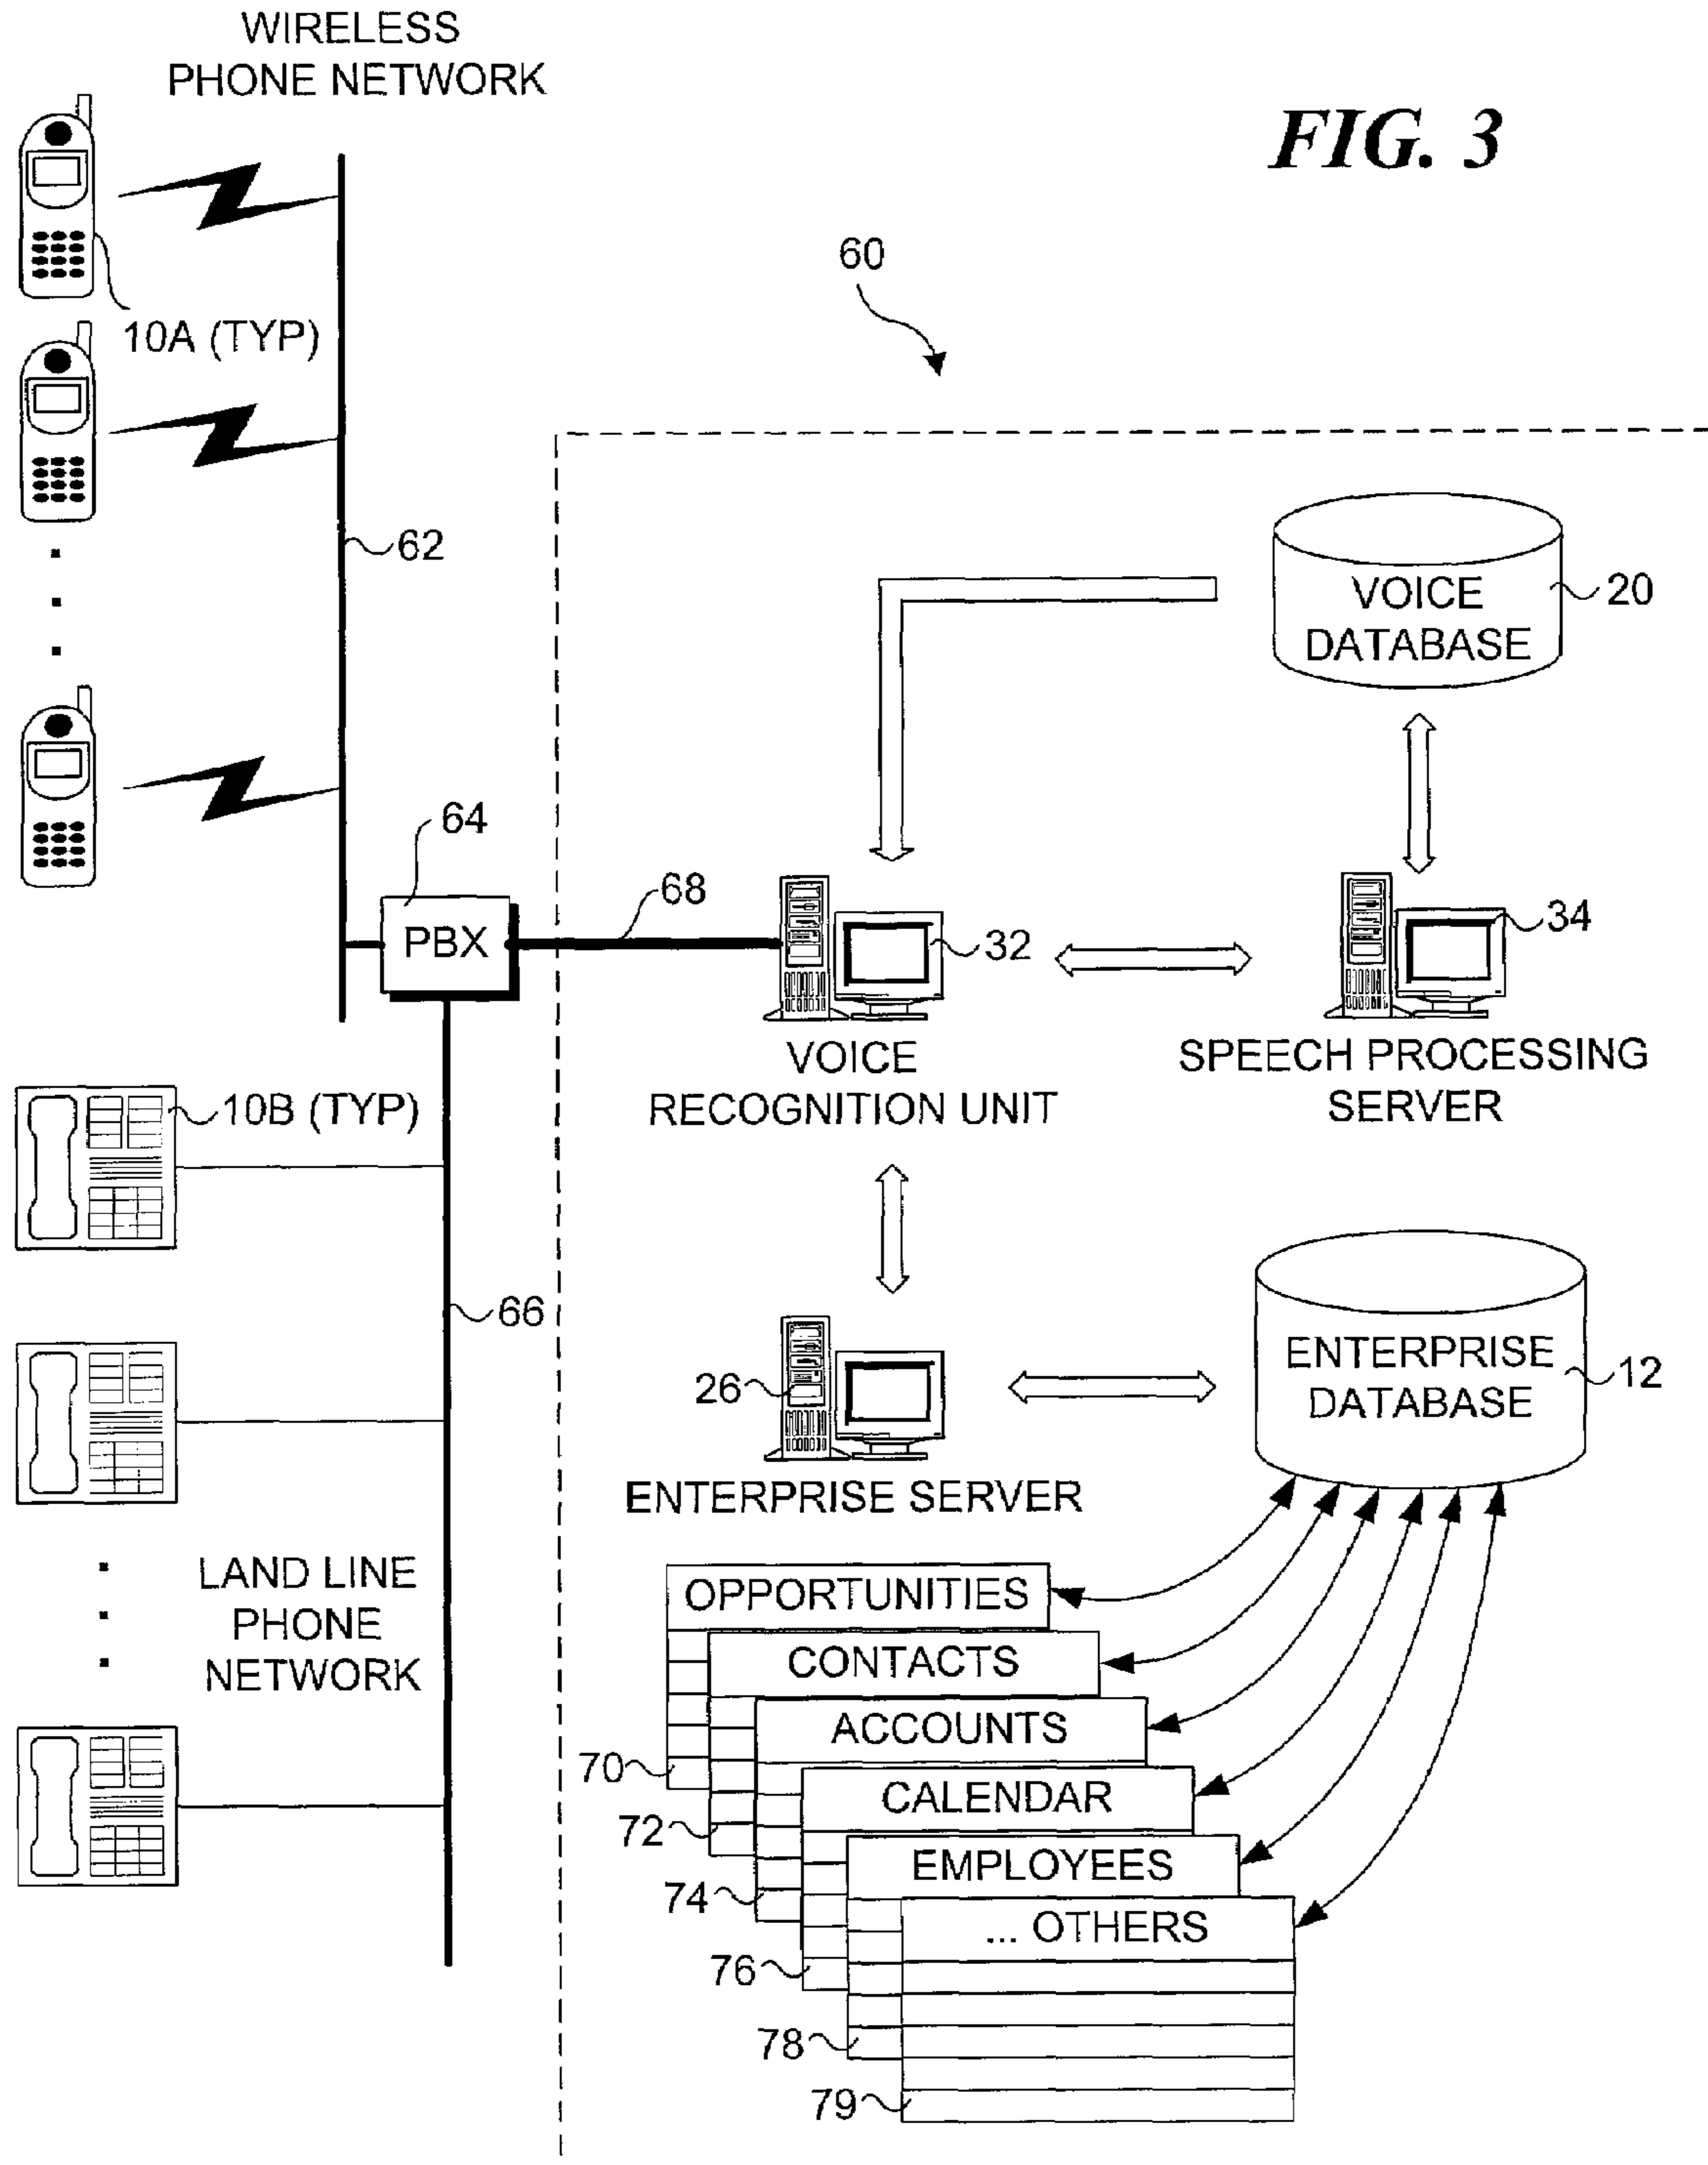 WIRELESS
PHONE NETWORK
FIG. 3
60
10A (TYP)
62
VOICE
DATABASE
20
64
PBX
68
32
34
VOICE
RECOGNITION UNIT
SPEECH PROCESSING
SERVER
10B (TYP)
66
26
ENTERPRISE
DATABASE
12
ENTERPRISE SERVER
LAND LINE
PHONE
NETWORK
OPPORTUNITIES
CONTACTS
ACCOUNTS
70
CALENDAR
72
EMPLOYEES
74
... OTHERS
76
78
79